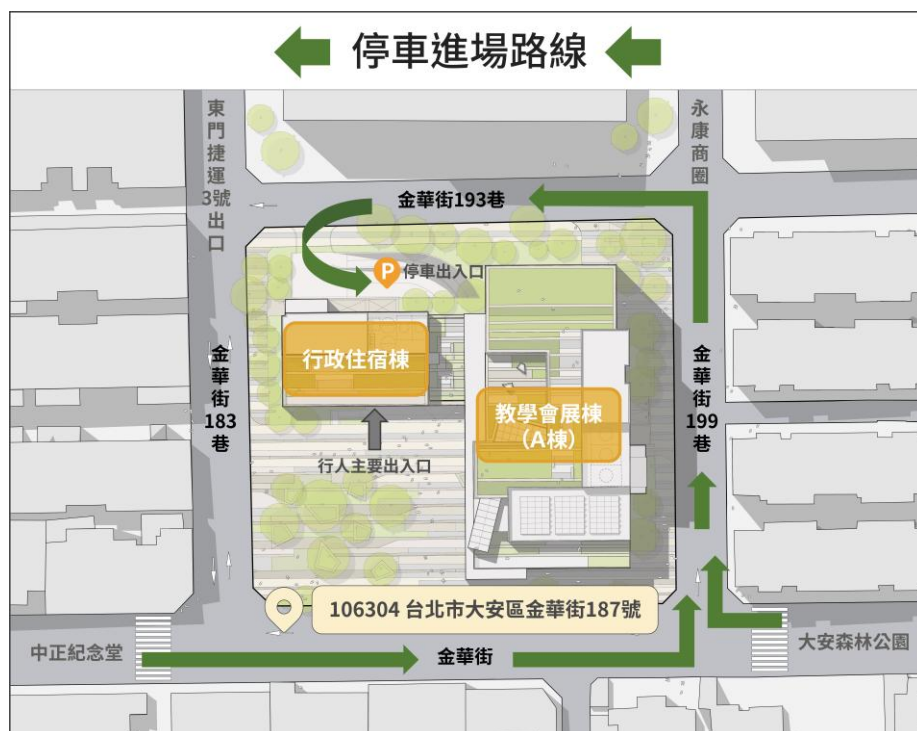 停車進場路線
東門捷運3號出口
永康商圈
金華街193巷
P
停車出入口
行政住宿棟
金華街183巷
金華街199巷
教學會展棟
（A棟）
行人主要出入口
106304 台北市大安區金華街187號
中正紀念堂
金華街
大安森林公園